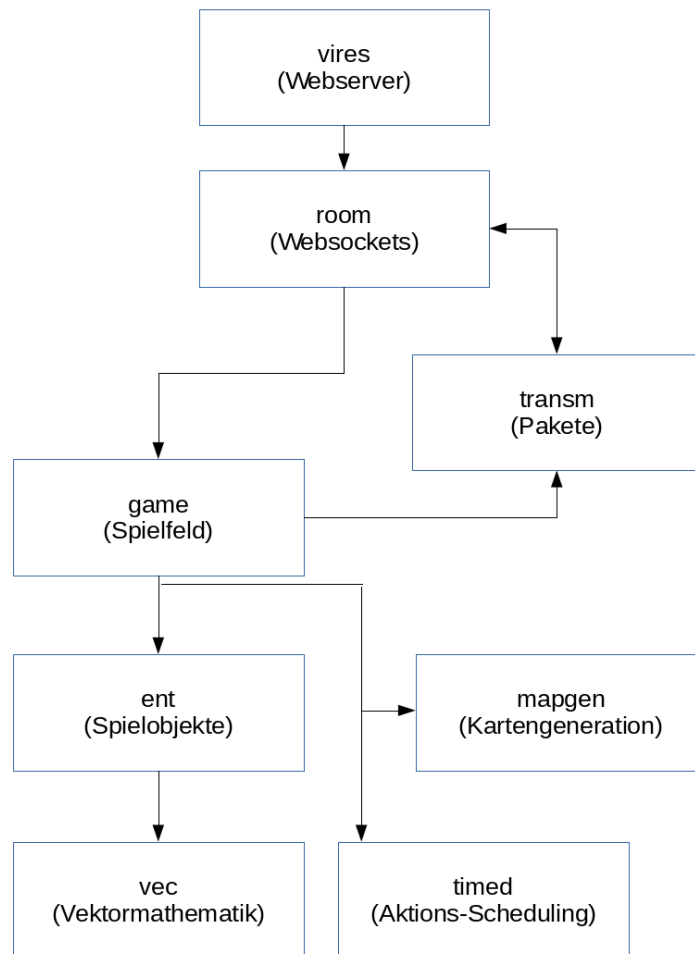 vires
(Webserver)
room
(Websockets)
transm
(Pakete)
game
(Spielfeld)
ent
(Spielobjekte)
mapgen
(Kartengeneration)
vec
(Vektormathematik)
timed
(Aktions-Scheduling)